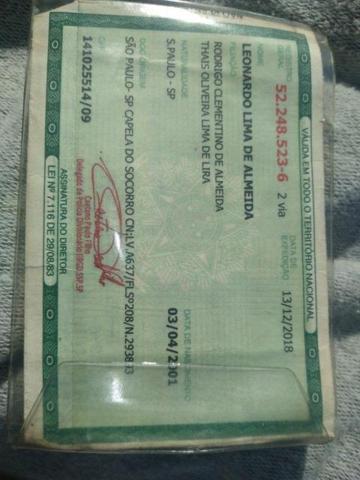 VÁLIDA EM TODO O TERRITÓRIO NACIONAL
REGISTRO GERAL 52.248.523-6 2 via DATA DE EXPEDIÇÃO 13/12/2018
NOME
LEONARDO LIMA DE ALMEIDA
FILIAÇÃO
RODRIGO CLEMENTINO DE ALMEIDA
THAIS OLIVEIRA LIMA DE LIRA
NATURALIDADE DATA DE NASCIMENTO
S.PAULO - SP 03/04/2001
DOC ORIGEM
SÃO PAULO- SP CAPELA DO SOCORRO CN:LV.A637/FLSº208/N.293833
CPF
141025514/09
ASSINATURA DO DIRETOR
LEI Nº 7.116 DE 29/08/83